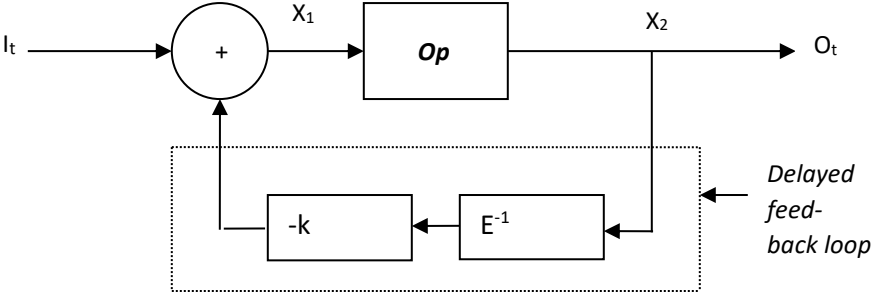 X₁
X₂
Iₜ
+
Op
Oₜ
-k
E⁻¹
Delayed
feed-
back loop